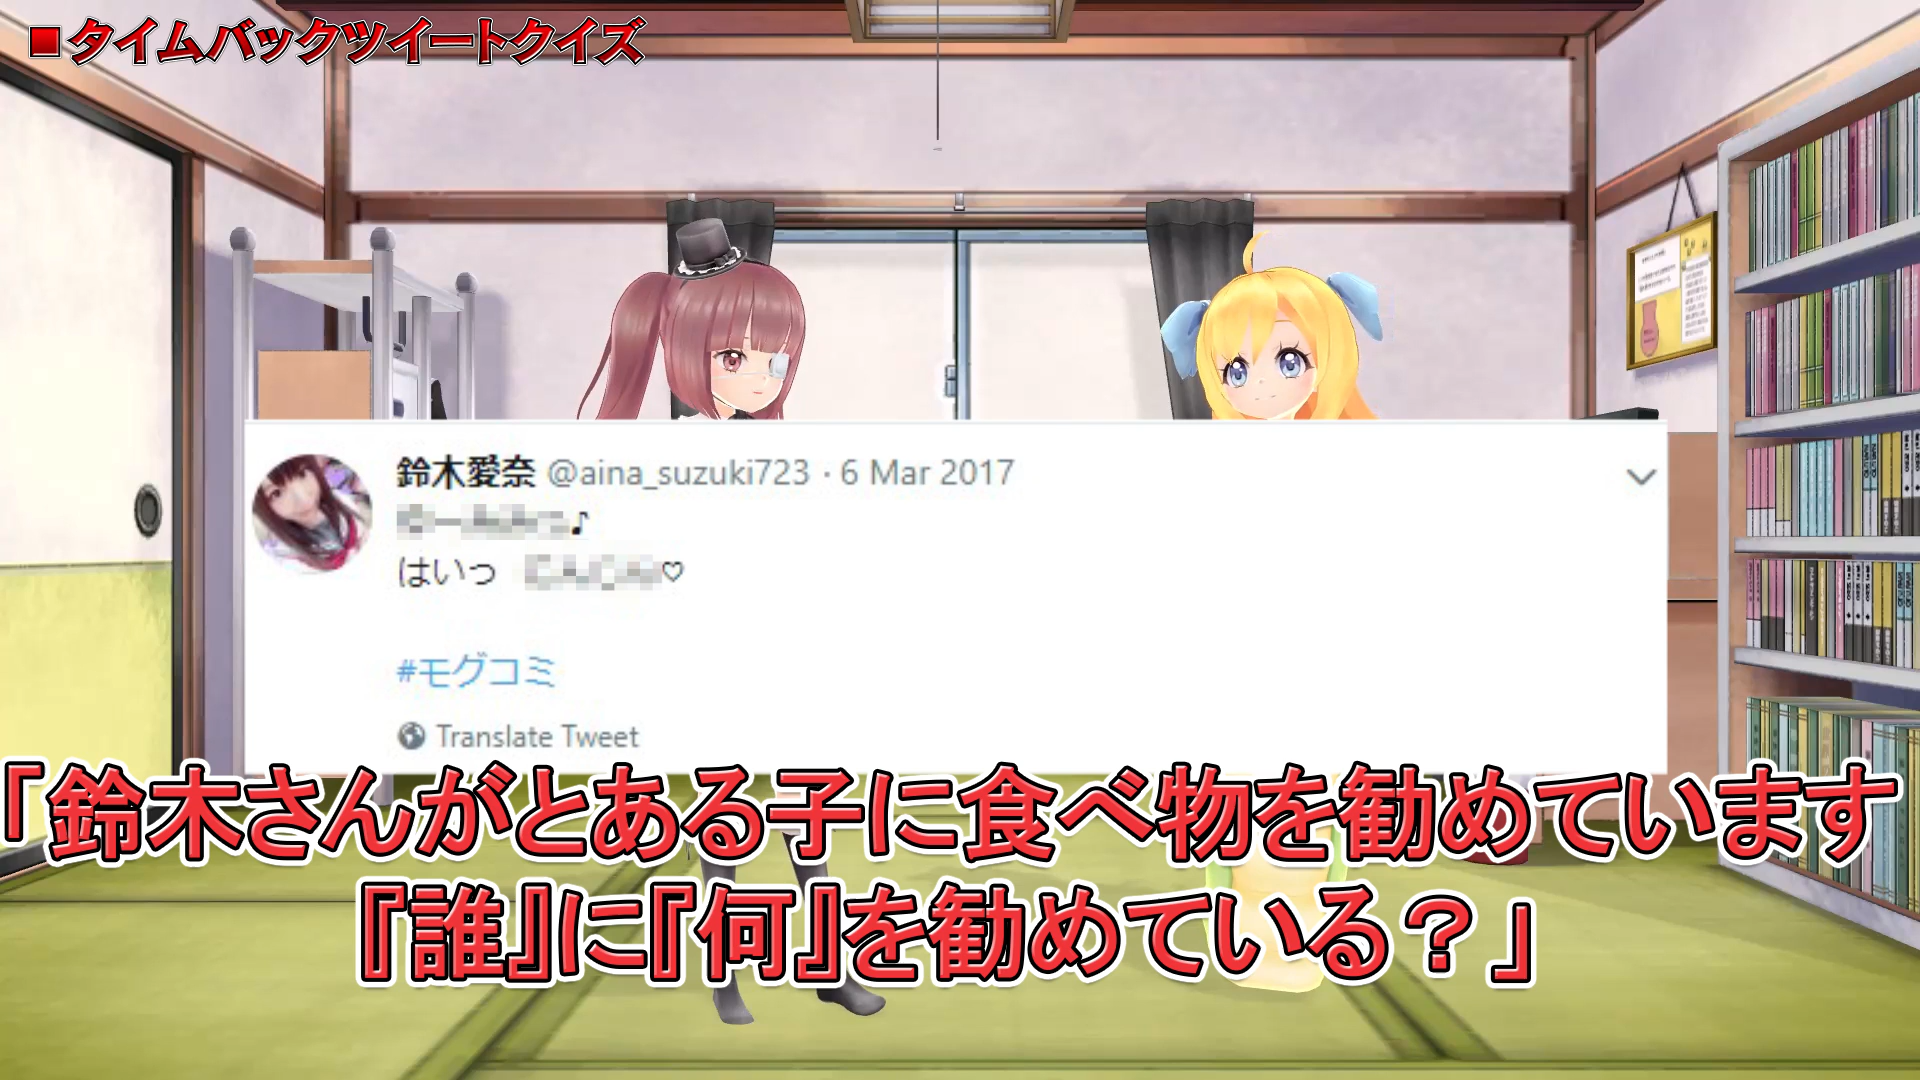 ■タイムバックツイートクイズ
鈴木愛奈 @aina_suzuki723 · 6 Mar 2017
♪
はいっ ♡
#モグコミ
Translate Tweet
「鈴木さんがとある子に食べ物を勧めています
『誰』に『何』を勧めている？」